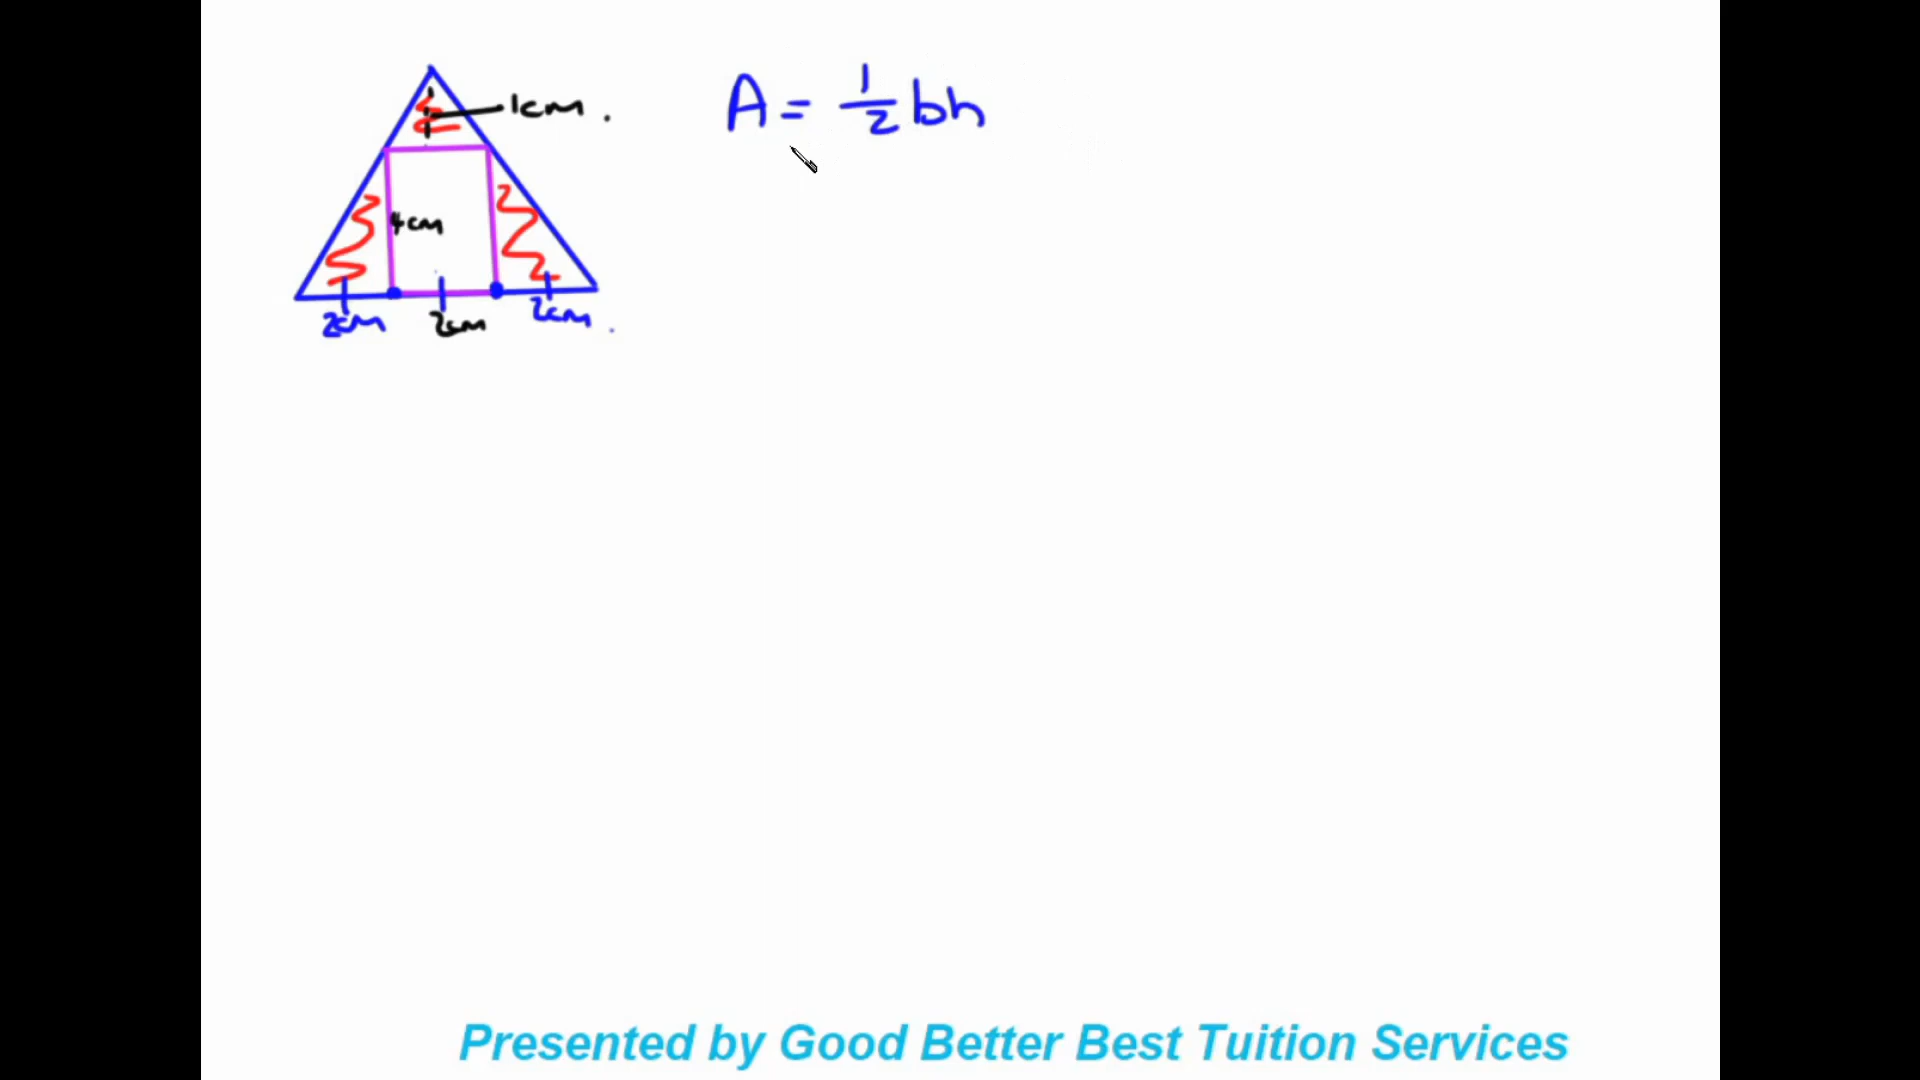 1cm.
A = 1/2 bh
4cm
2cm
2cm
2cm.
Presented by Good Better Best Tuition Services